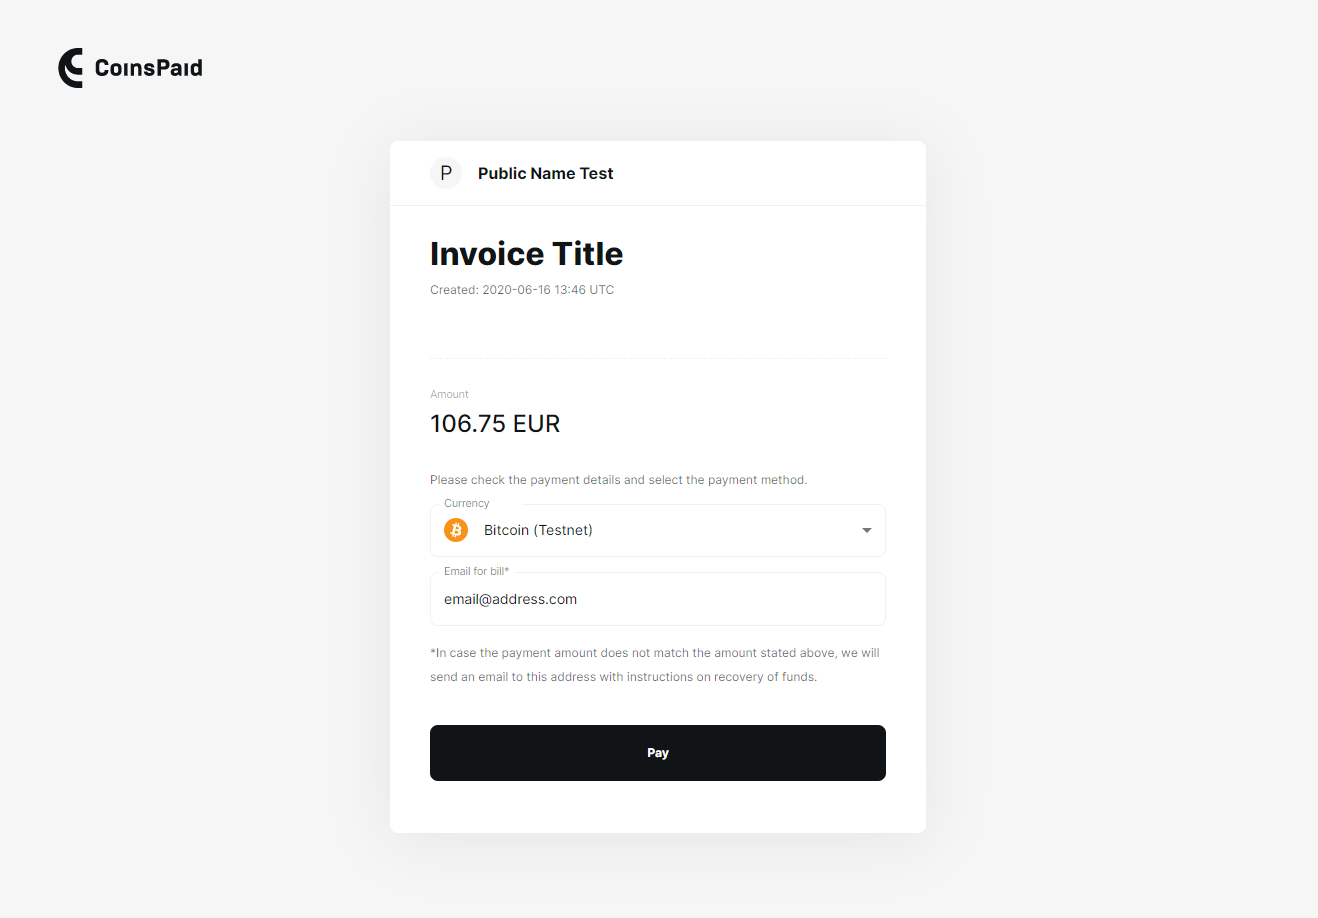 CoinsPaid
P
Public Name Test
Invoice Title
Created: 2020-06-16 13:46 UTC
Amount
106.75 EUR
Please check the payment details and select the payment method.
Currency
Bitcoin (Testnet)
Email for bill*
email@address.com
*In case the payment amount does not match the amount stated above, we will
send an email to this address with instructions on recovery of funds.
Pay